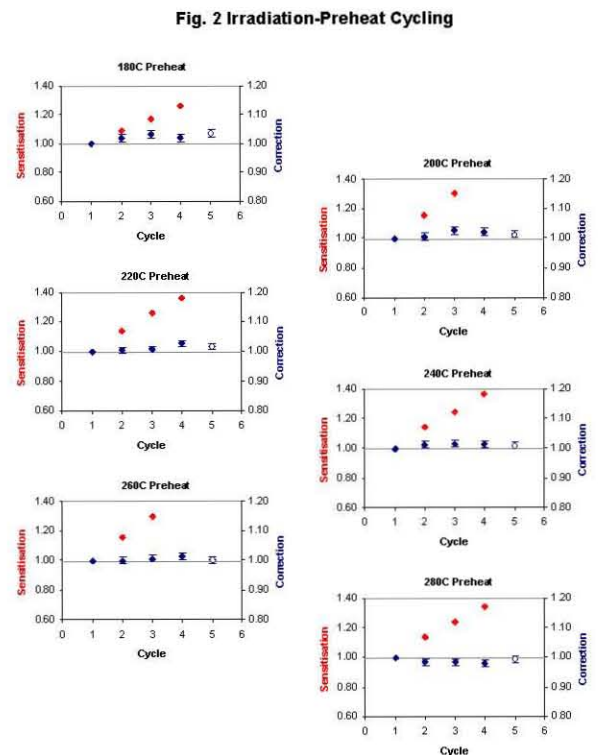 Fig. 2 Irradiation-Preheat Cycling
180C Preheat
1.40 1.20
1.20 1.10
1.00 1.00
0.80 0.90
0.60 0.80
0 1 2 3 4 5 6
Sensitisation
Correction
Cycle
200C Preheat
1.40 1.20
1.20 1.10
1.00 1.00
0.80 0.90
0.60 0.80
0 1 2 3 4 5 6
Sensitisation
Correction
Cycle
220C Preheat
1.40 1.20
1.20 1.10
1.00 1.00
0.80 0.90
0.60 0.80
0 1 2 3 4 5 6
Sensitisation
Correction
Cycle
240C Preheat
1.40 1.20
1.20 1.10
1.00 1.00
0.80 0.90
0.60 0.80
0 1 2 3 4 5 6
Sensitisation
Correction
Cycle
260C Preheat
1.40 1.20
1.20 1.10
1.00 1.00
0.80 0.90
0.60 0.80
0 1 2 3 4 5 6
Sensitisation
Correction
Cycle
280C Preheat
1.40 1.20
1.20 1.10
1.00 1.00
0.80 0.90
0.60 0.80
0 1 2 3 4 5 6
Sensitisation
Correction
Cycle